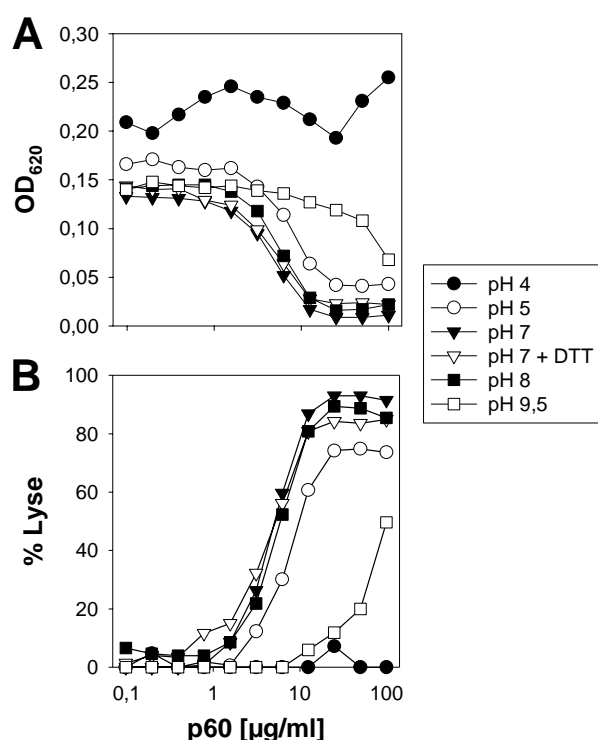 A
0,30
0,25
0,20
0,15
0,10
0,05
0,00
OD620
pH 4
pH 5
pH 7
pH 7 + DTT
pH 8
pH 9,5
B
100
80
60
40
20
0
% Lyse
0,1
1
10
100
p60 [µg/ml]